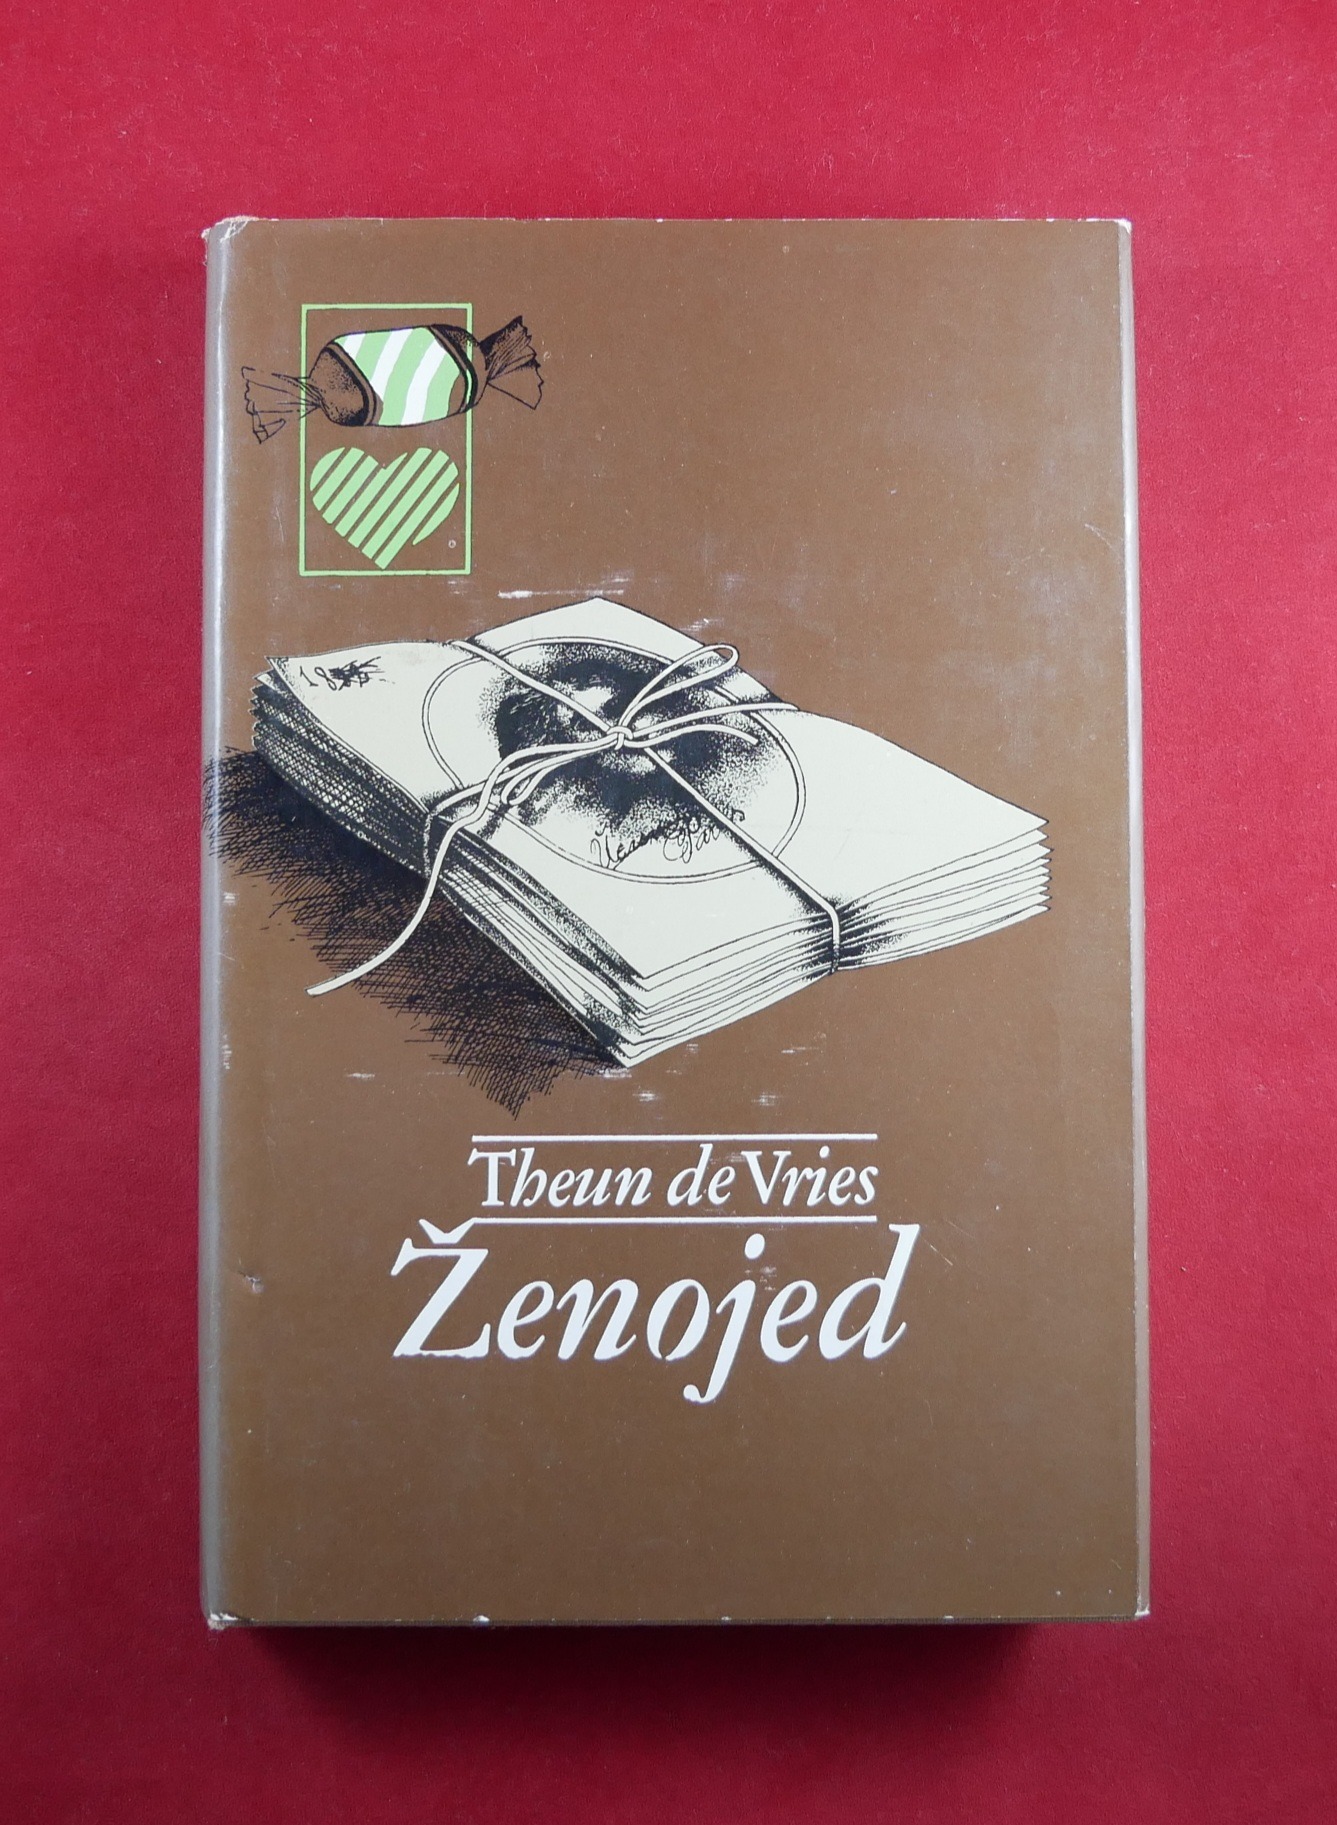 Theun de Vries
Ženojed